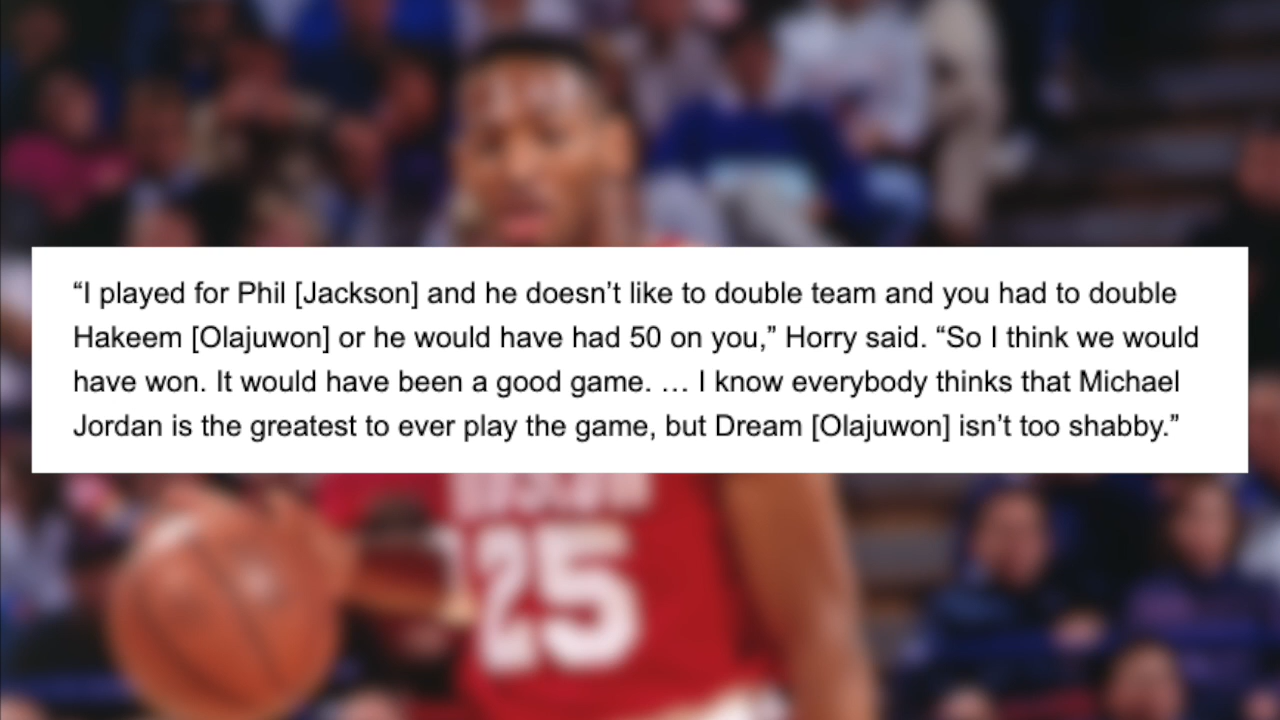 “I played for Phil [Jackson] and he doesn’t like to double team and you had to double
Hakeem [Olajuwon] or he would have had 50 on you,” Horry said. “So I think we would
have won. It would have been a good game. … I know everybody thinks that Michael
Jordan is the greatest to ever play the game, but Dream [Olajuwon] isn’t too shabby.”
25